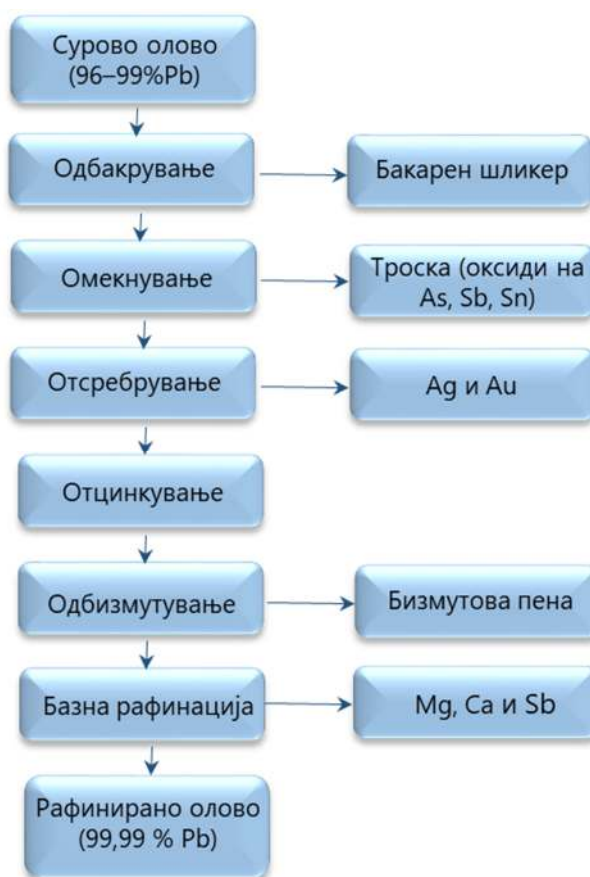 Сурово олово
(96–99%Pb)
Одбакрување
Бакарен шликер
Омекнување
Троска (оксиди на
As, Sb, Sn)
Отсребрување
Ag и Au
Отцинкување
Одбизмутување
Бизмутова пена
Базна рафинација
Mg, Ca и Sb
Рафинирано олово
(99,99 % Pb)